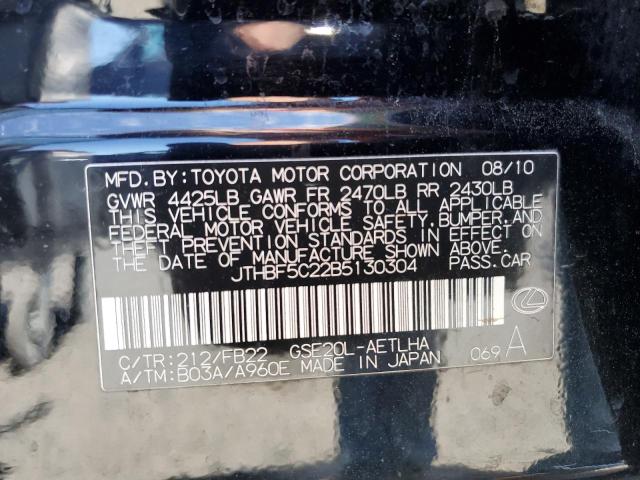 MFD. BY: TOYOTA MOTOR CORPORATION 08/10
GVWR 4425LB GAWR FR 2470LB RR 2430LB
THIS VEHICLE CONFORMS TO ALL APPLICABLE
FEDERAL MOTOR VEHICLE SAFETY, BUMPER, AND
THEFT PREVENTION STANDARDS IN EFFECT ON
THE DATE OF MANUFACTURE SHOWN ABOVE.
JTHBF5C22B5130304 PASS.CAR
C/TR:212/FB22 GSE20L-AETLHA
A/TM:B03A/A960E MADE IN JAPAN 069 A